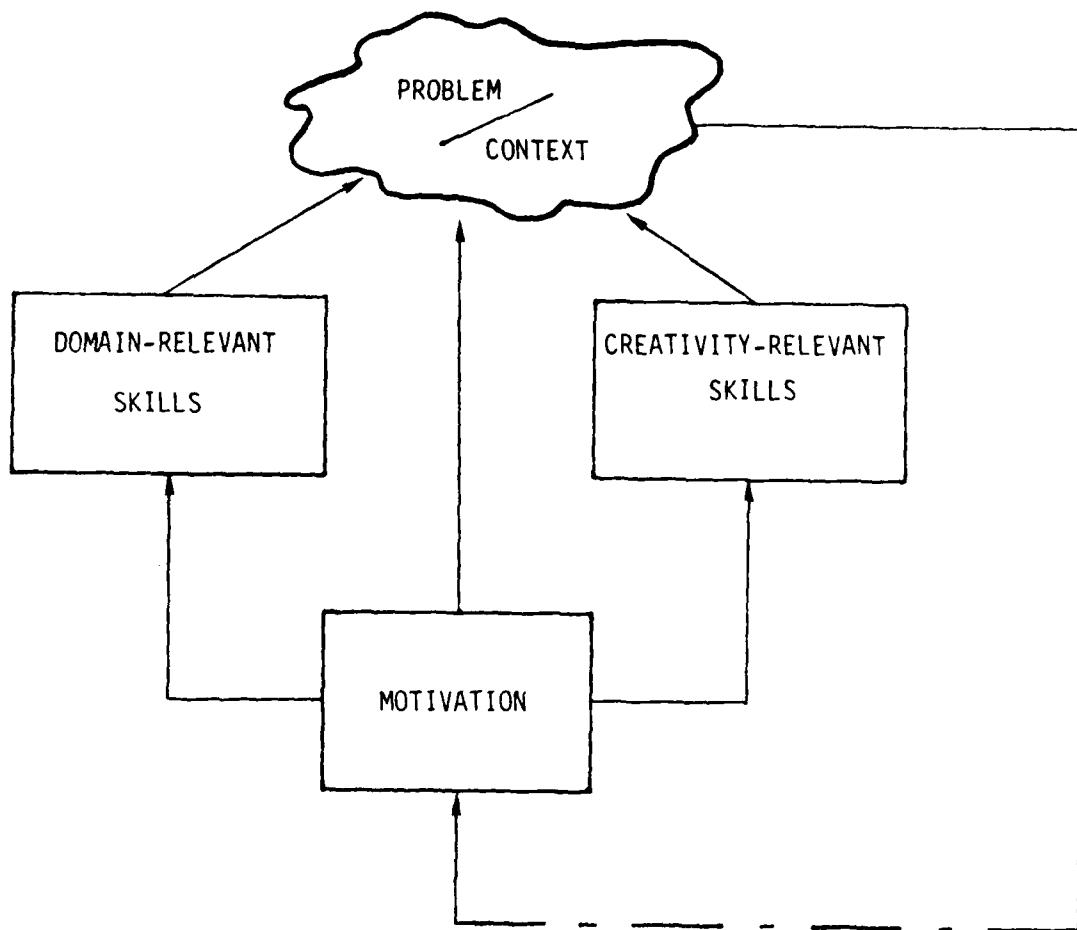 PROBLEM
CONTEXT
DOMAIN-RELEVANT
SKILLS
CREATIVITY-RELEVANT
SKILLS
MOTIVATION